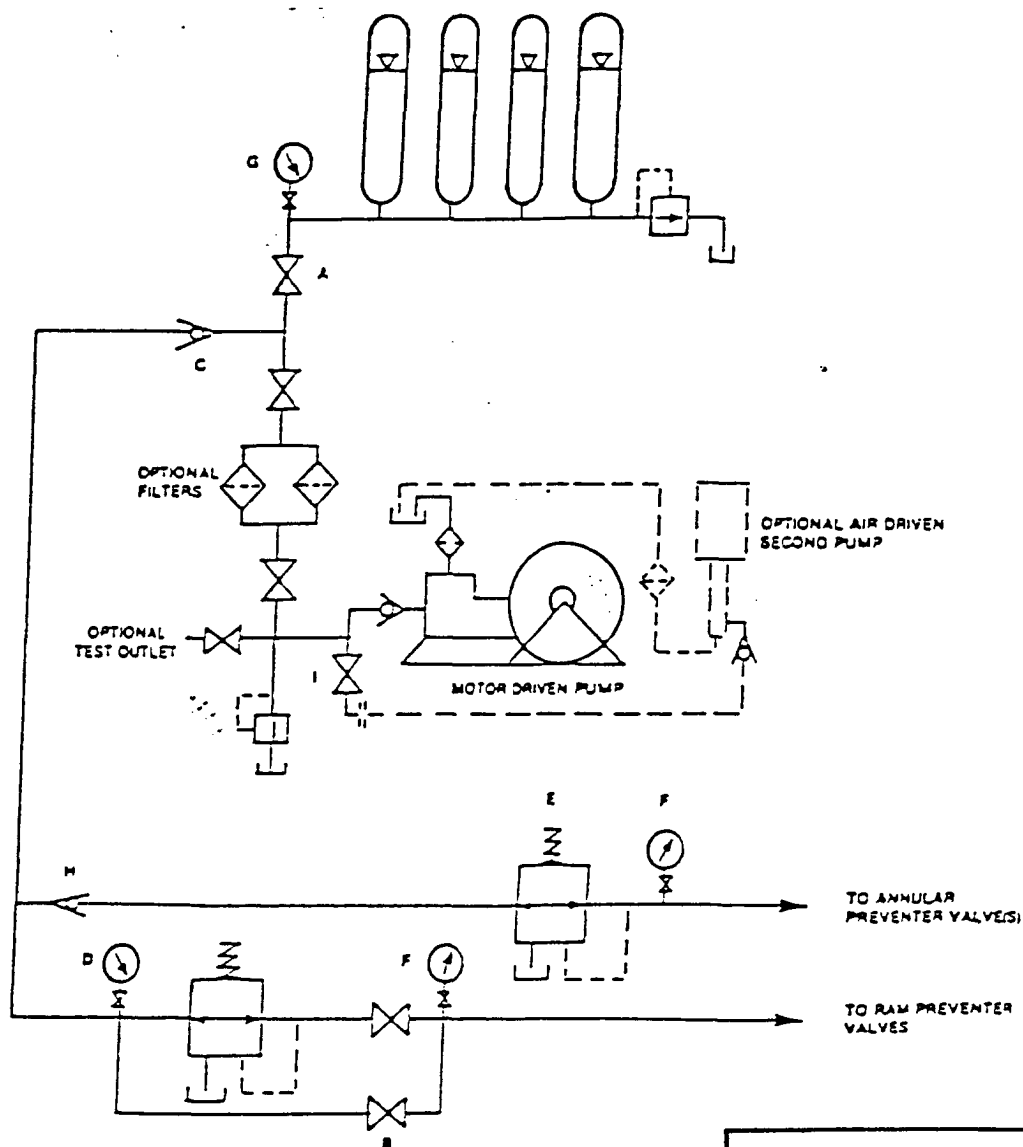 G
A
C
OPTIONAL
FILTERS
OPTIONAL AIR DRIVEN
SECOND PUMP
OPTIONAL
TEST OUTLET
I
MOTOR DRIVEN PUMP
E
F
H
TO ANNULAR
PREVENTER VALVE(S)
D
F
TO RAM PREVENTER
VALVES
B